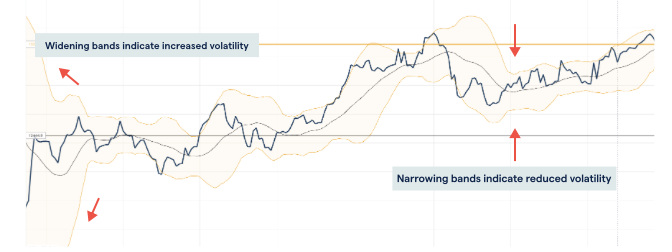 Widening bands indicate increased volatility
Narrowing bands indicate reduced volatility